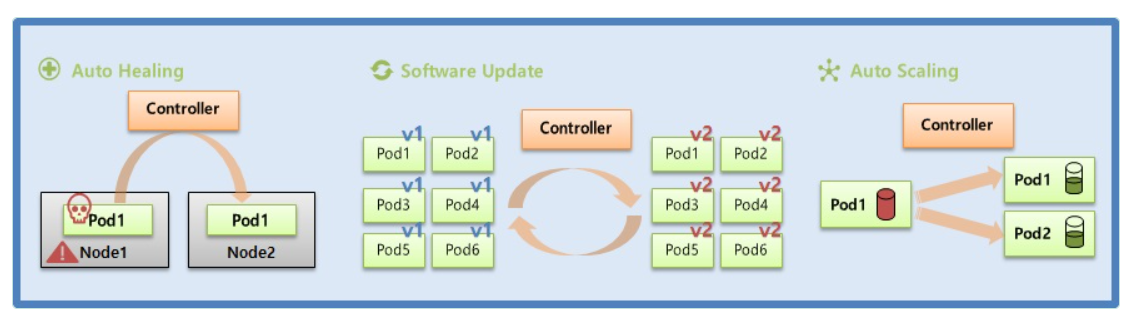 Auto Healing
Controller
Pod1
Node1
Pod1
Node2
Software Update
v1 v1
Pod1 Pod2
v1 v1
Pod3 Pod4
v1 v1
Pod5 Pod6
Controller
v2 v2
Pod1 Pod2
v2 v2
Pod3 Pod4
v2 v2
Pod5 Pod6
Auto Scaling
Controller
Pod1
Pod1
Pod2